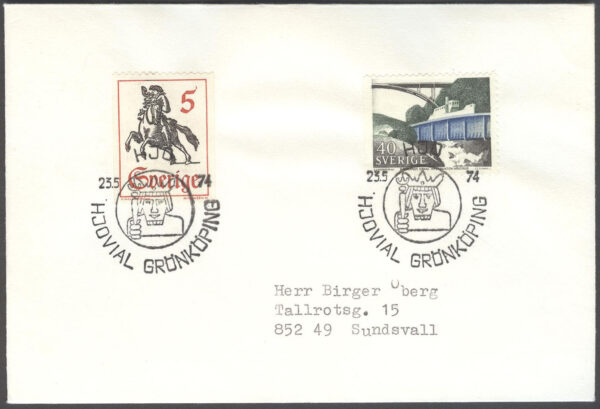 5
Sverige
HJO
23.5 74
HJOVIAL GRÖNKÖPING
40
SVERIGE
HJO
23.5 74
HJOVIAL GRÖNKÖPING
Herr Birger Öberg
Tallrotsg. 15
852 49 Sundsvall